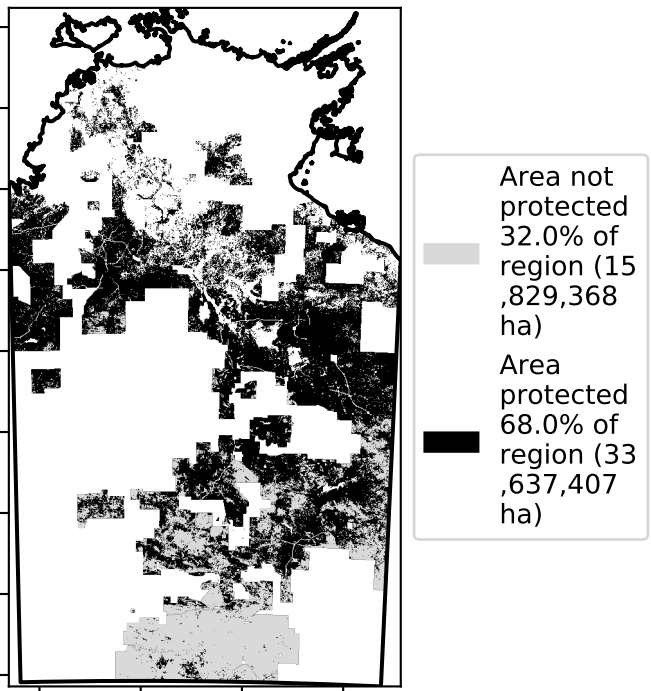 Area not
protected
32.0% of
region (15
,829,368
ha)
Area
protected
68.0% of
region (33
,637,407
ha)